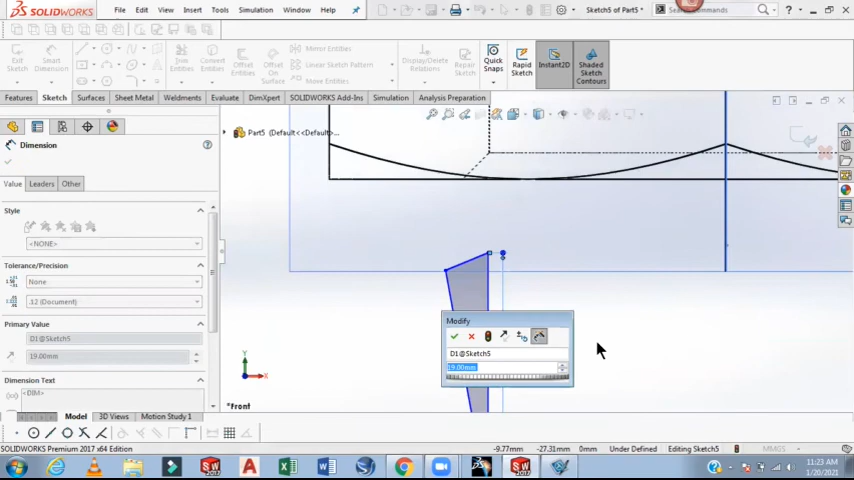 SOLIDWORKS File Edit View Insert Tools Simulation Window Sketch5 of Part5 * Search Commands
Exit Sketch Smart Dimension Trim Entities Convert Entities Offset Entities Offset On Surface Mirror Entities Linear Sketch Pattern Move Entities Display/Delete Relations Repair Sketch Quick Snaps Rapid Sketch Instant2D Shaded Sketch Contours
Features Sketch Surfaces Sheet Metal Weldments Evaluate DimXpert SOLIDWORKS Add-Ins Simulation Analysis Preparation
Part5 (Default<<Default>...
Dimension
Value Leaders Other
Style
<NONE>
Tolerance/Precision
None
.12 (Document)
Primary Value
D1@Sketch5
19.00mm
Dimension Text
<DIM>
Modify
D1@Sketch5
19.00mm
Y
X
*Front
Model 3D Views Motion Study 1
SOLIDWORKS Premium 2017 x64 Edition -9.77mm -27.31mm 0mm Under Defined Editing Sketch5 MMGS
11:23 AM
1/20/2021